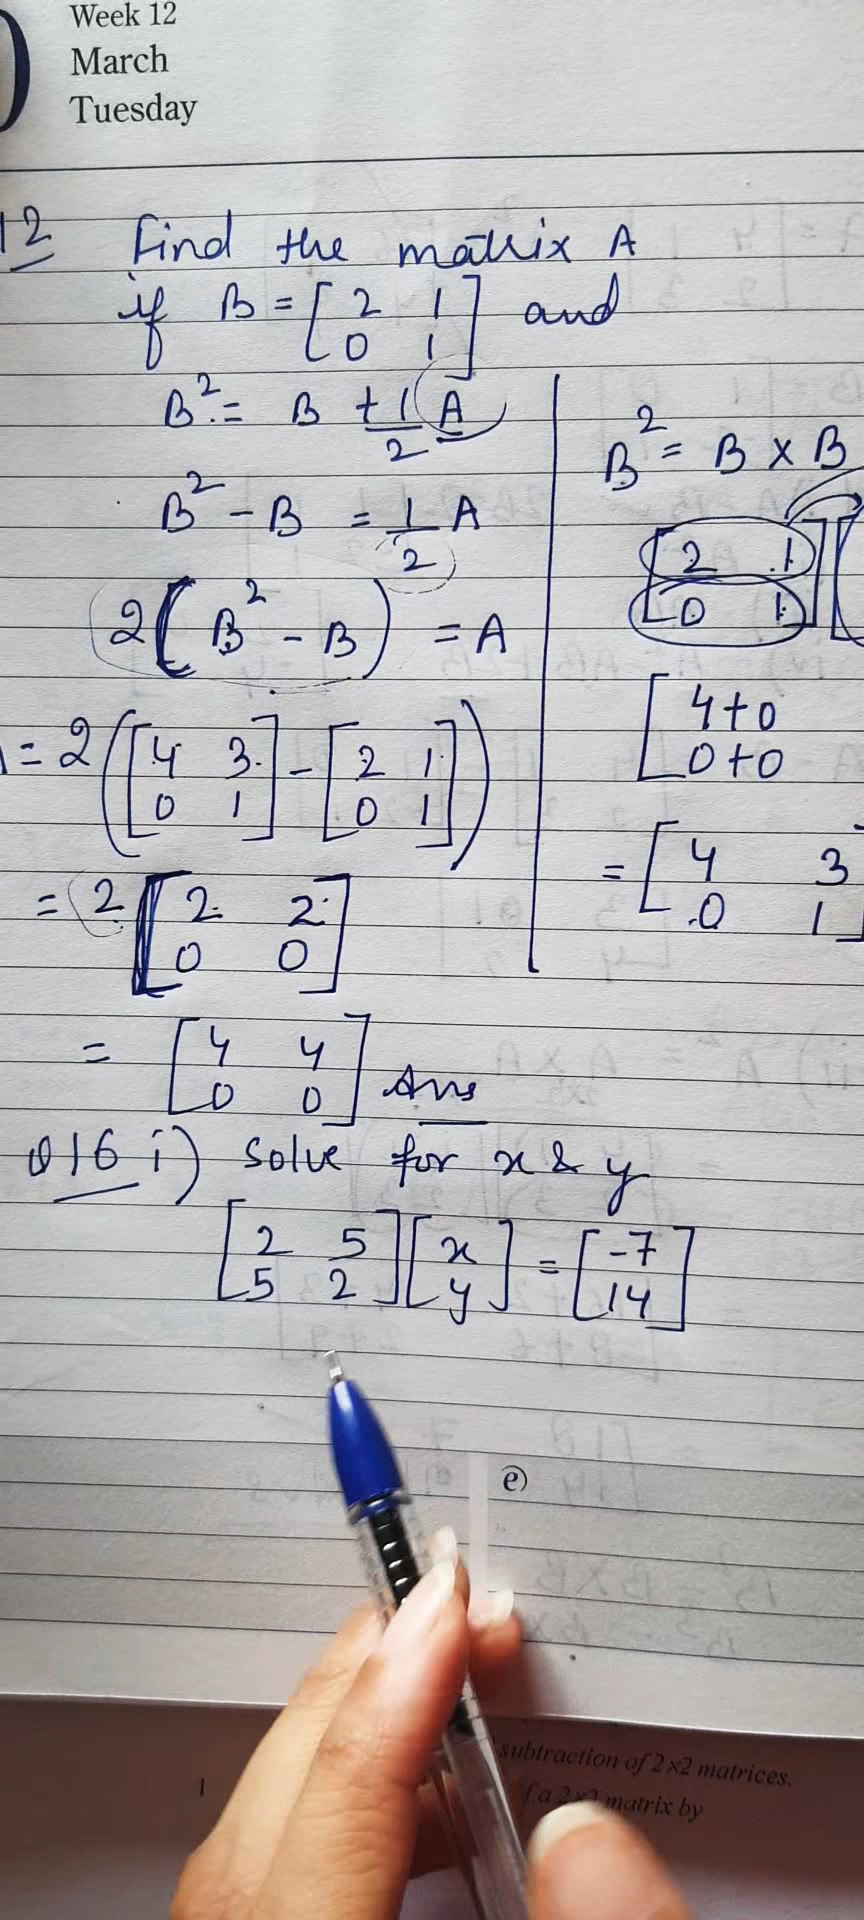 Week 12
March
Tuesday
12 Find the matrix A
if B = [ 2 1
0 1 ] and
B² = B + 1/2 A
B² - B = 1/2 A
2 ( B² - B ) = A
= 2 ( [ 4 3
0 1 ] - [ 2 1
0 1 ] )
= 2 [ 2 2
0 0 ]
= [ 4 4
0 0 ] Ans
B² = B × B
[ 2 1
0 1 ] [
[ 4+0
0+0
= [ 4 3
0 1 ]
Q16 i) Solve for x & y
[ 2 5
5 2 ] [ x
y ] = [ -7
14 ]
e)
1
subtraction of 2×2 matrices.
f a 2×2 matrix by